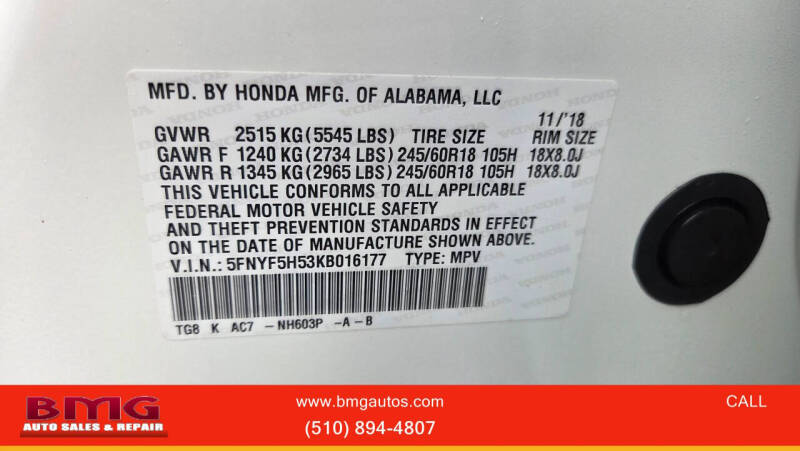 MFD. BY HONDA MFG. OF ALABAMA, LLC
11/'18
GVWR 2515 KG (5545 LBS) TIRE SIZE RIM SIZE
GAWR F 1240 KG (2734 LBS) 245/60R18 105H 18X8.0J
GAWR R 1345 KG (2965 LBS) 245/60R18 105H 18X8.0J
THIS VEHICLE CONFORMS TO ALL APPLICABLE
FEDERAL MOTOR VEHICLE SAFETY
AND THEFT PREVENTION STANDARDS IN EFFECT
ON THE DATE OF MANUFACTURE SHOWN ABOVE.
V.I.N.: 5FNYF5H53KB016177 TYPE: MPV
TG8 K AC7 -NH603P -A-B
BMG
AUTO SALES & REPAIR
www.bmgautos.com
(510) 894-4807
CALL